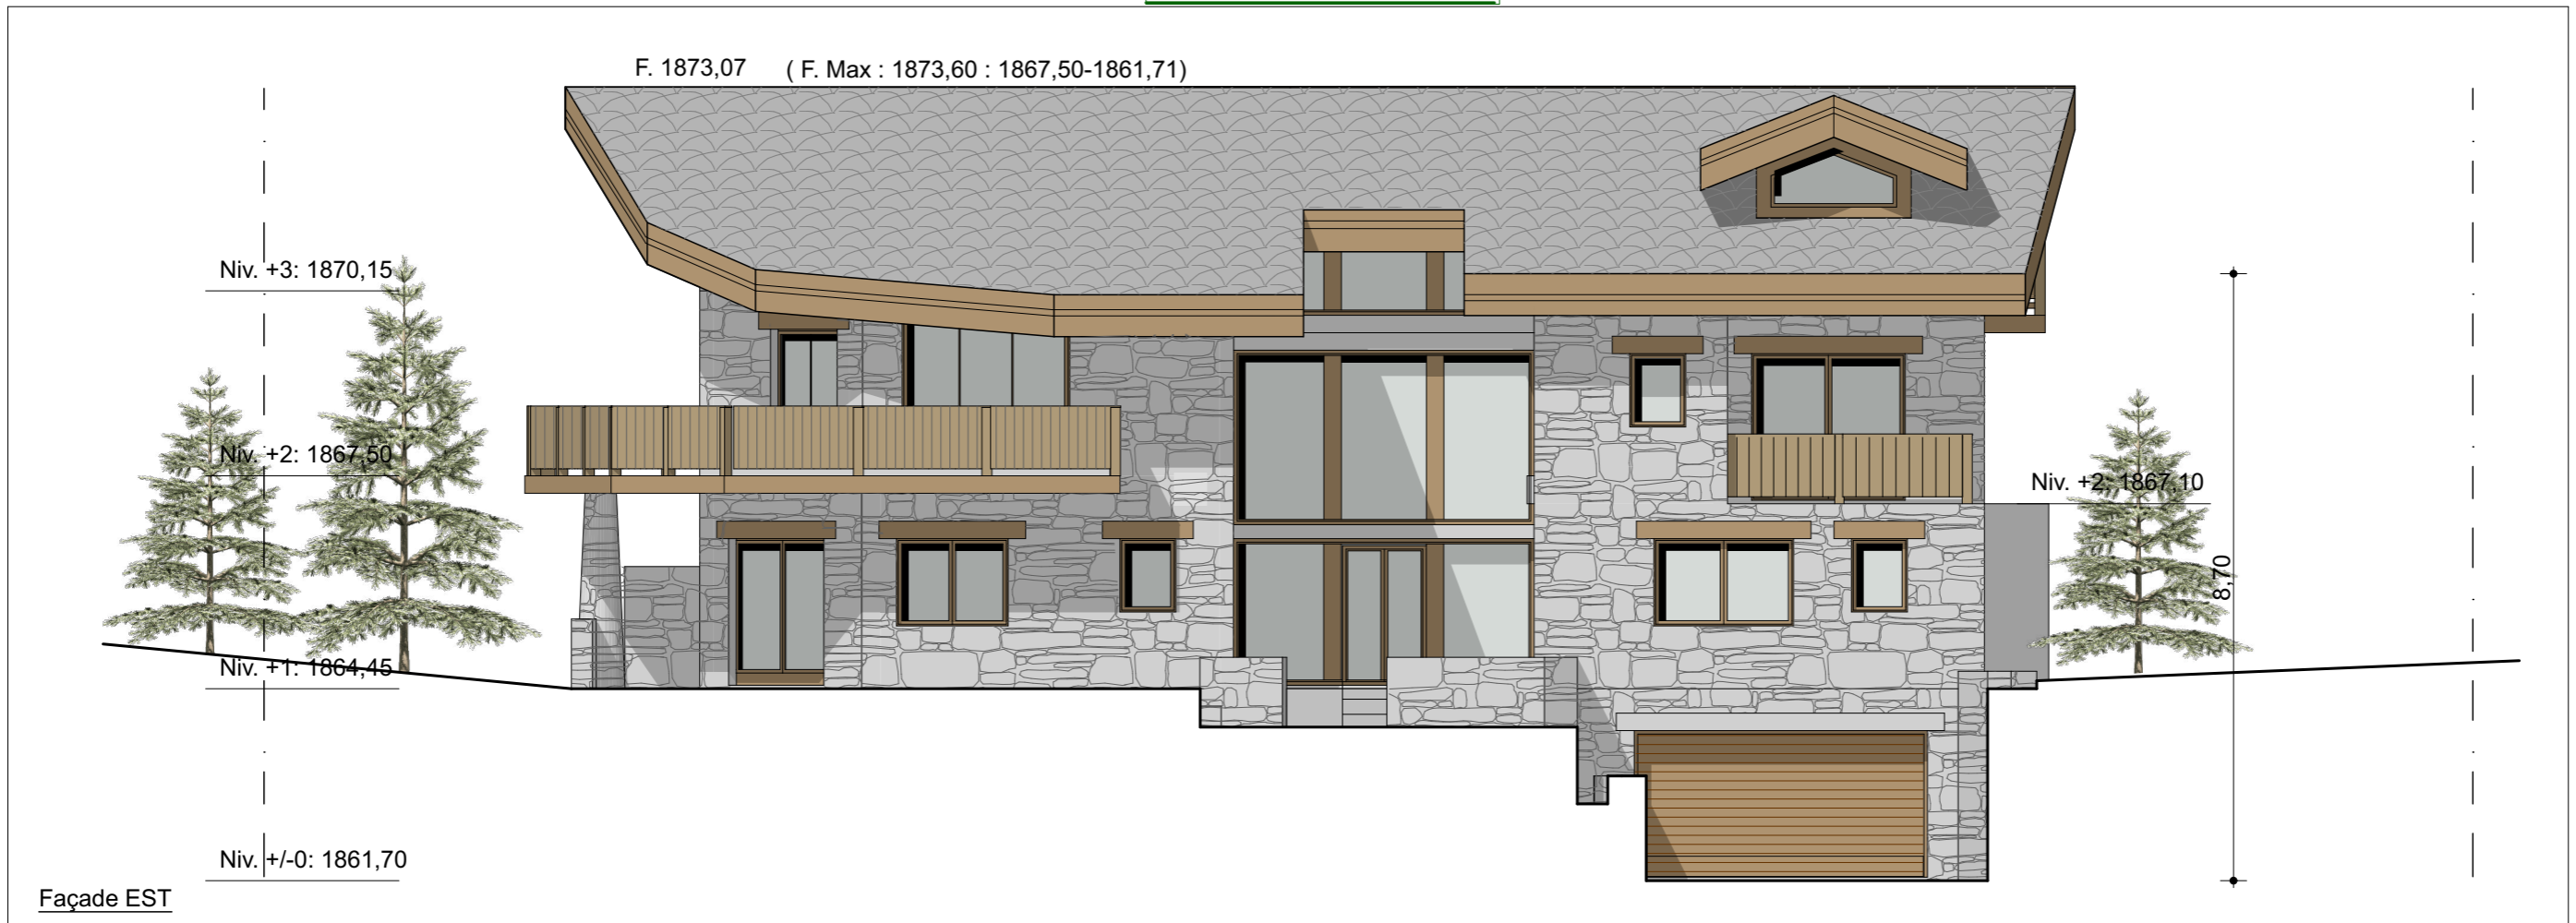 F. 1873,07 ( F. Max : 1873,60 : 1867,50-1861,71)
Niv. +3: 1870,15
Niv. +2: 1867,50
Niv. +2: 1867,10
8,70
Niv. +1: 1864,45
Niv. +/-0: 1861,70
Façade EST